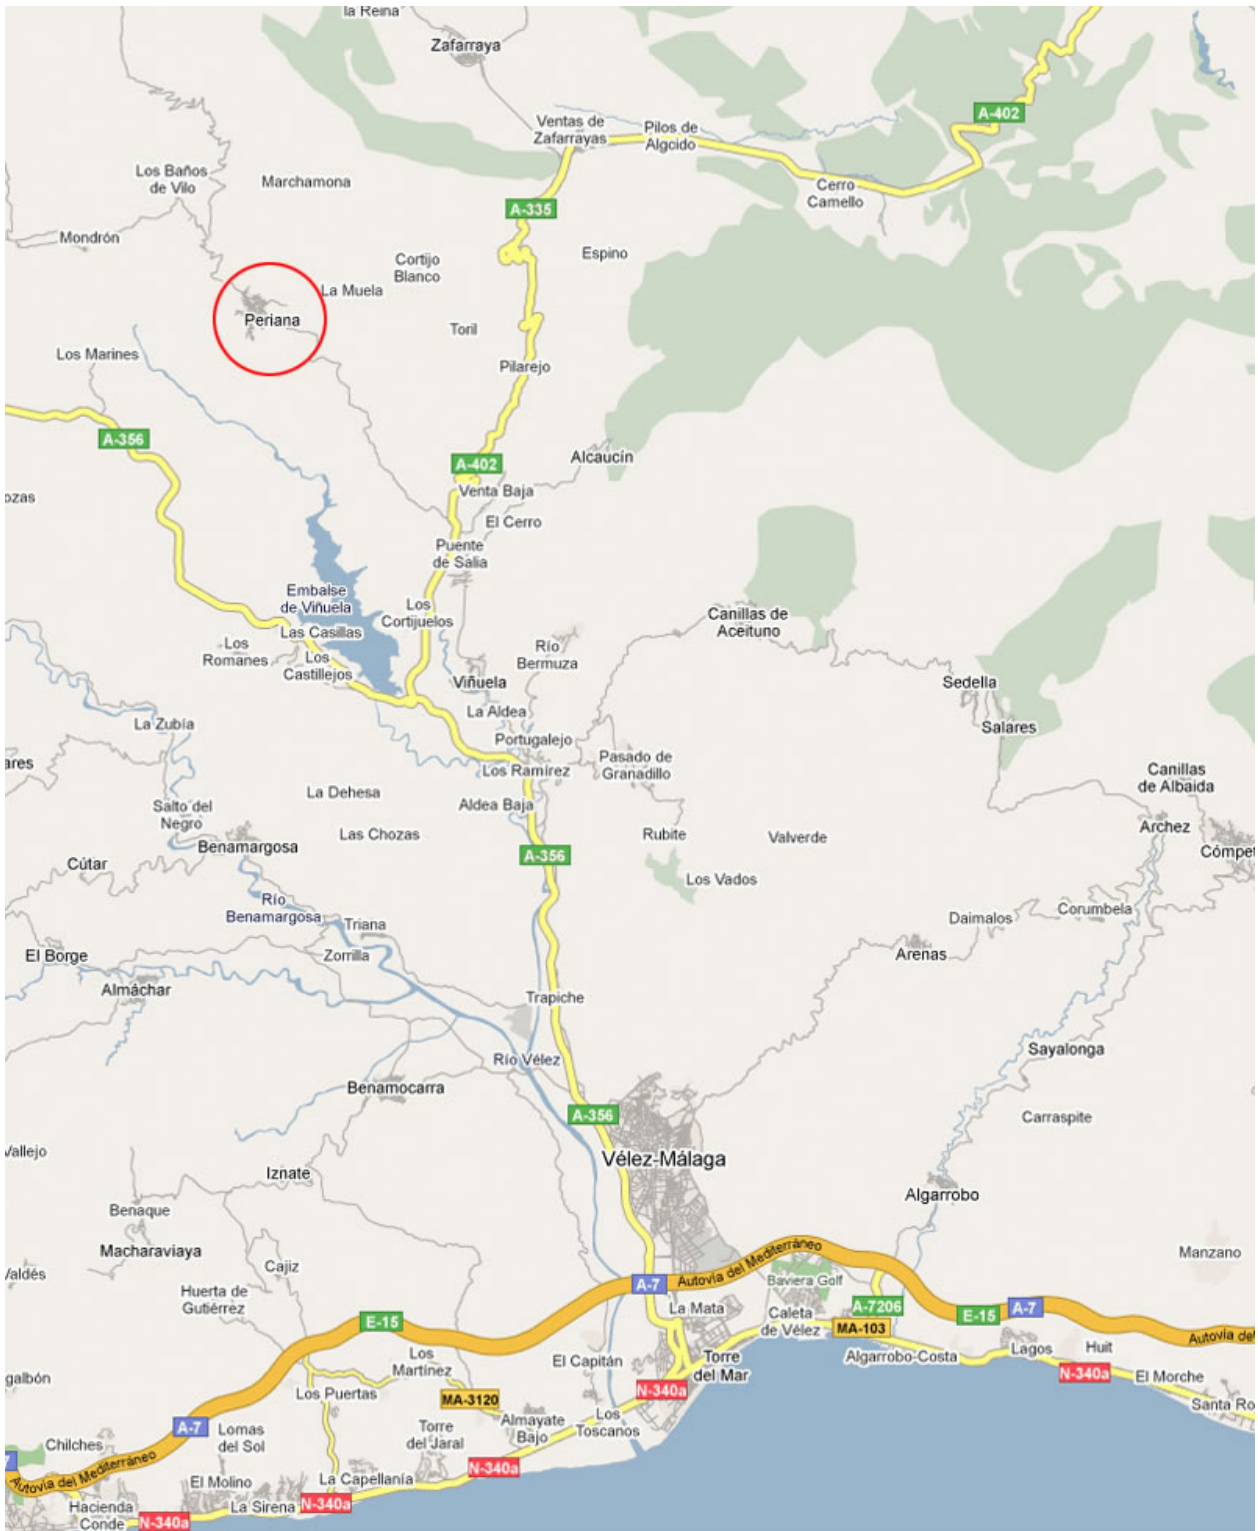 la Reina
Zafarraya
A-402
Ventas de
Zafarrayas
Pilos de
Algcido
Los Baños
de Vilo
Marchamona
Cerro
Camello
A-335
Mondrón
Cortijo
Blanco
Espino
La Muela
Periana
Toril
Los Marines
Pilarejo
A-356
A-402
Alcaucín
ozas
Venta Baja
El Cerro
Puente
de Salia
Embalse
de Viñuela
Los
Cortijuelos
Canillas de
Aceituno
Las Casillas
Los
Romanes
Los
Castillejos
Río
Bermuza
Viñuela
Sedella
La Aldea
La Zubía
Salares
Portugalejo
ares
Los Ramírez
Pasado de
Granadillo
Canillas
de Albaida
La Dehesa
Aldea Baja
Salto del
Negro
Las Chozas
Rubite
Valverde
Archez
Benamargosa
Cómpet
A-356
Cútar
Los Vados
Río
Benamargosa
Triana
Daimalos
Corumbela
El Borge
Zorrilla
Arenas
Almáchar
Trapiche
Río Vélez
Sayalonga
Benamocarra
A-356
Carraspite
Vallejo
Vélez-Málaga
Iznate
Algarrobo
Benaque
Macharaviaya
Manzano
Cajiz
Valdés
Autovía del Mediterráneo
A-7
Baviera Golf
Huerta de
Gutiérrez
La Mata
Caleta
de Vélez
A-7206
E-15
A-7
E-15
MA-103
Autovía del
Los
Martínez
El Capitán
Torre
del Mar
Algarrobo-Costa
Lagos
Huit
galbón
Los Puertas
MA-3120
N-340a
N-340a
El Morche
Santa Ro
A-7
Lomas
del Sol
Torre
del Jaral
Almayate
Bajo
Los
Toscanos
Chilches
7
Autovía del Mediterráneo
El Molino
La Capellanía
N-340a
Hacienda
Conde
La Sirena
N-340a
N-340a